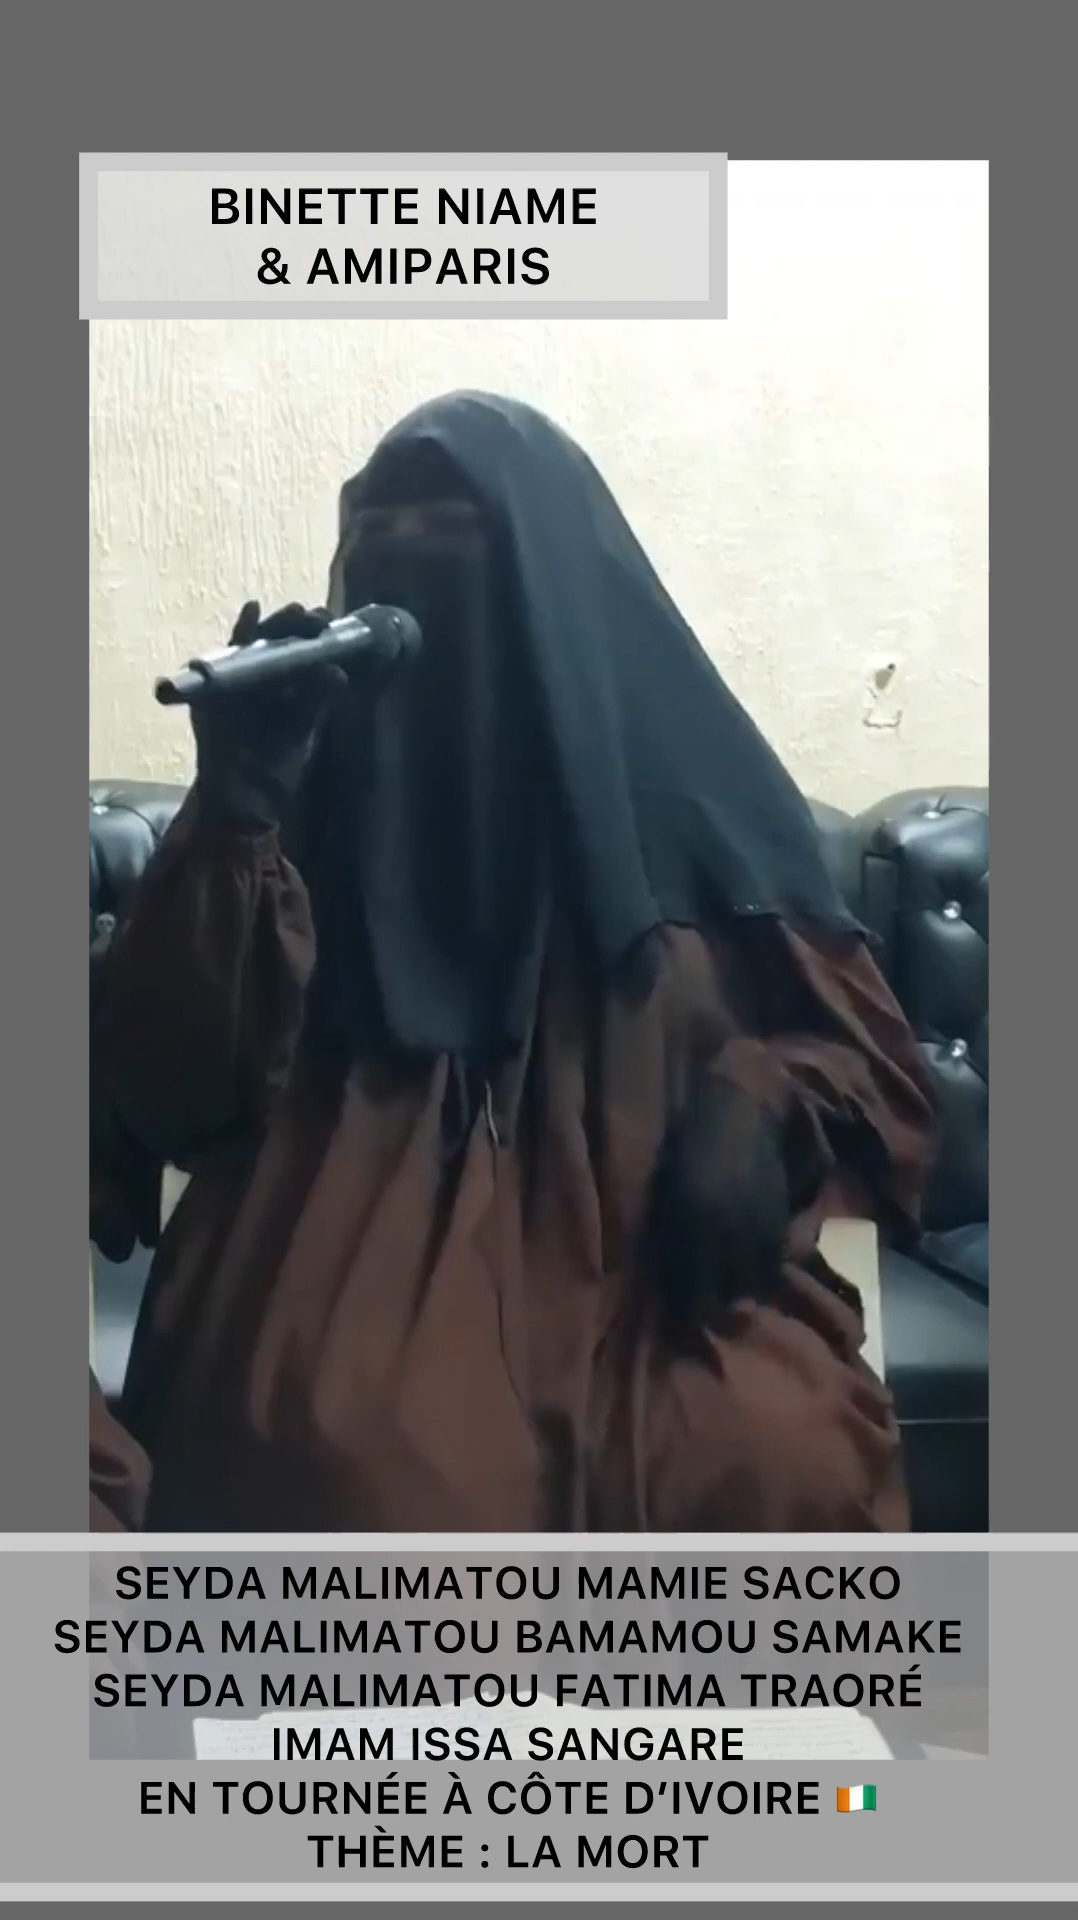 BINETTE NIAME
& AMIPARIS
SEYDA MALIMATOU MAMIE SACKO
SEYDA MALIMATOU BAMAMOU SAMAKE
SEYDA MALIMATOU FATIMA TRAORÉ
IMAM ISSA SANGARE
EN TOURNÉE À CÔTE D’IVOIRE 🇨🇮
THÈME : LA MORT